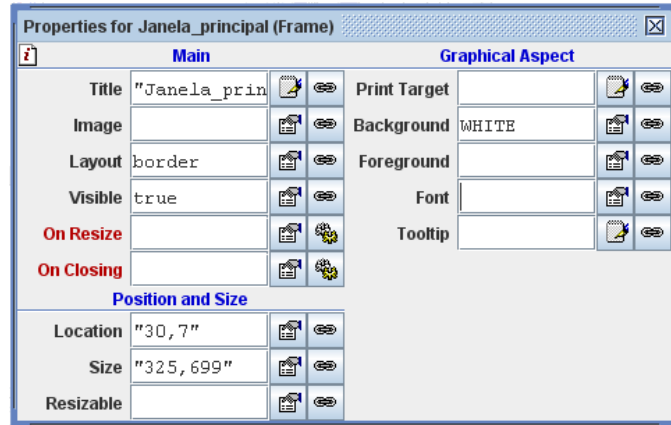 Properties for Janela_principal (Frame)
Main
Title "Janela_prin
Image
Layout border
Visible true
On Resize
On Closing
Position and Size
Location "30,7"
Size "325,699"
Resizable
Graphical Aspect
Print Target
Background WHITE
Foreground
Font
Tooltip